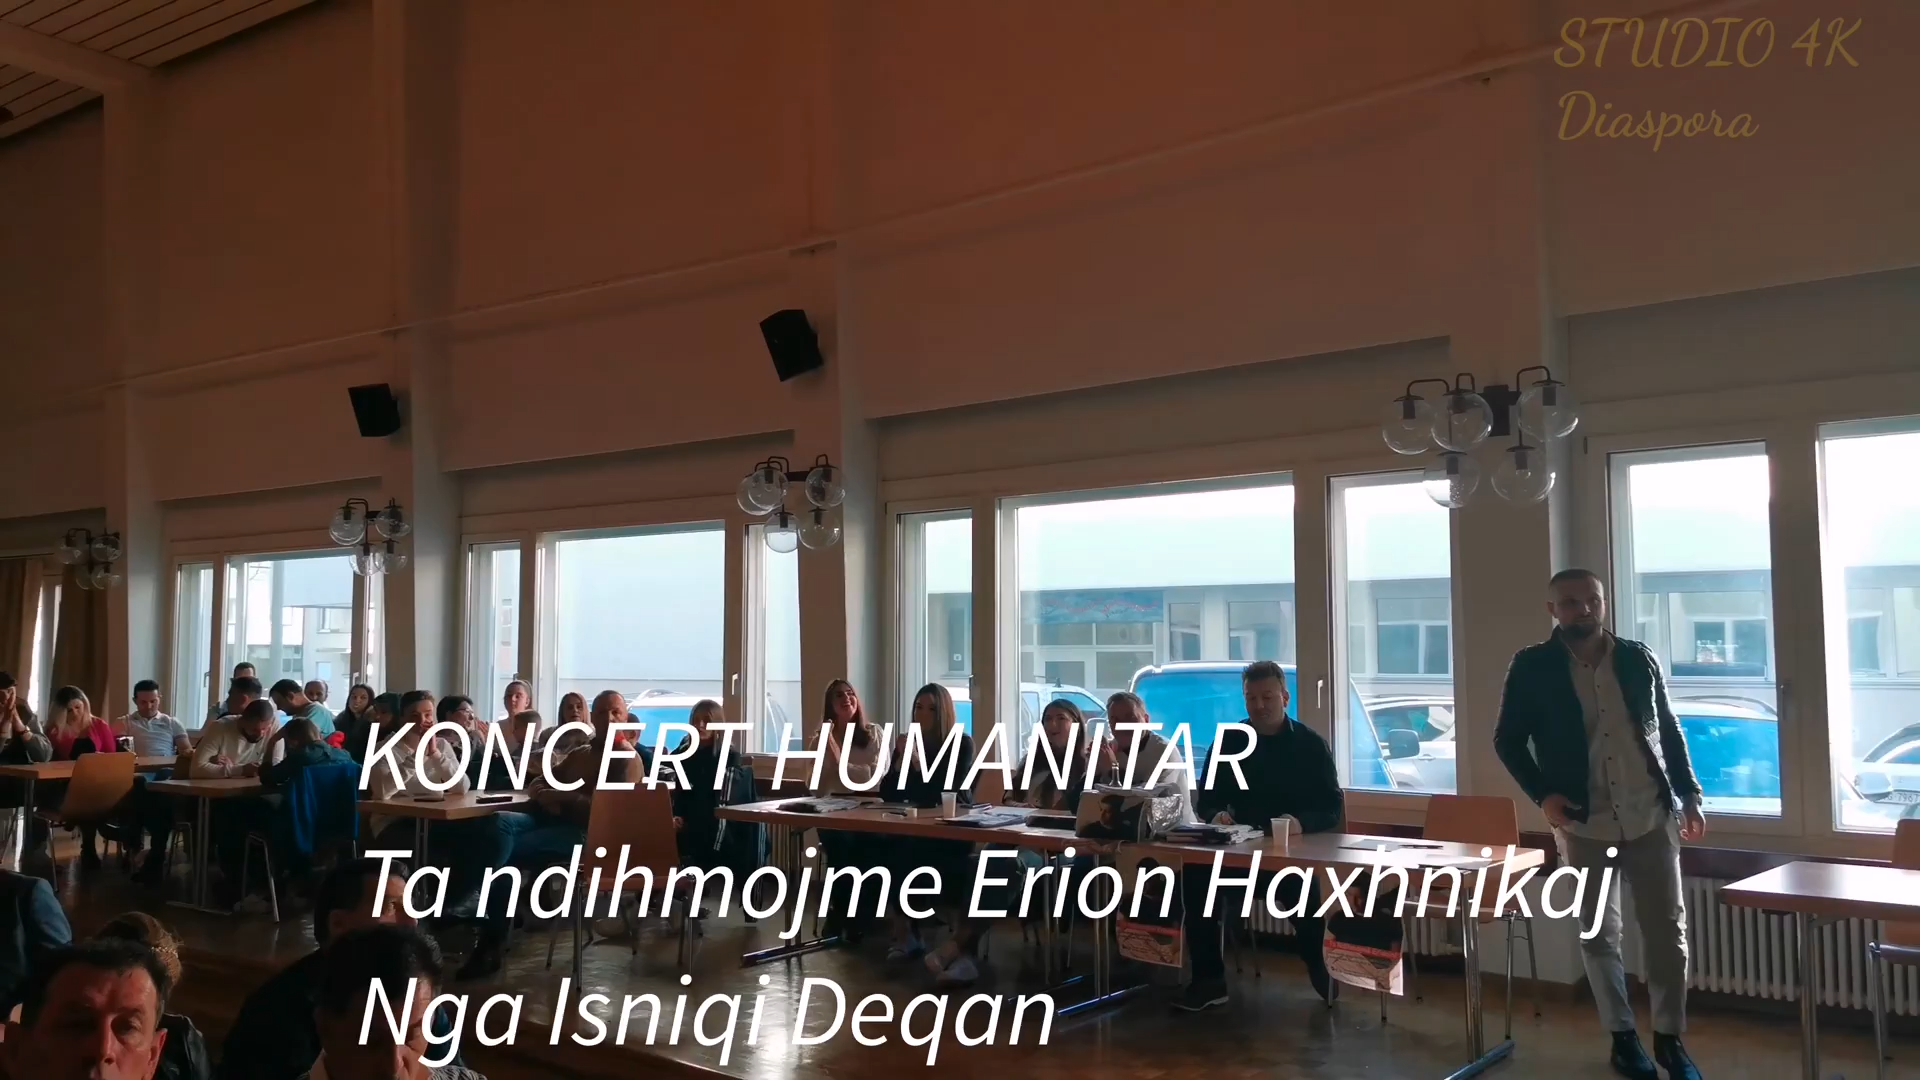 STUDIO 4K
Diaspora
KONCERT HUMANITAR
Ta ndihmojme Erion Haxhnikaj
Nga Isniqi Deqan